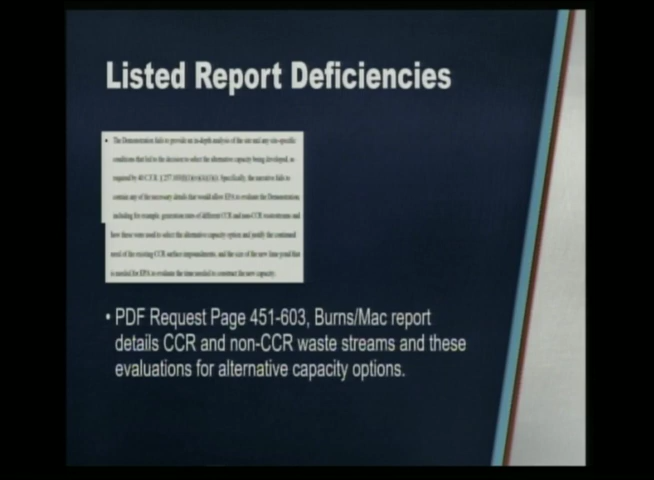 Listed Report Deficiencies
• The Demonstration fails to provide an in-depth analysis of the site and any site-specific
conditions that led to the decision to select the alternative capacity being developed, as
required by 40 C.F.R. Specifically, the narrative fails to
contain any of the necessary details that would allow EPA to evaluate the Demonstration
including for example, generation rates of different CCR and non-CCR wastestreams and
how these were used to select the alternative capacity option and justify the continued
need of the existing CCR surface impoundments, and the size of the new lime pond that
is needed for EPA to evaluate the time needed to construct the new capacity.
• PDF Request Page 451-603, Burns/Mac report
details CCR and non-CCR waste streams and these
evaluations for alternative capacity options.